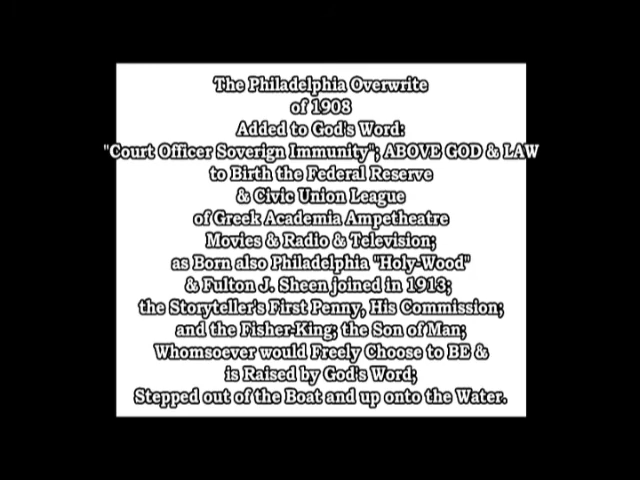 The Philadelphia Overwrite
of 1908
Added to God's Word:
"Court Officer Soverign Immunity"; ABOVE GOD & LAW
to Birth the Federal Reserve
& Civic Union League
of Greek Academia Ampetheatre
Movies & Radio & Television;
as Born also Philadelphia "Holy-Wood"
& Fulton J. Sheen joined in 1913;
the Storyteller's First Penny, His Commission;
and the Fisher-King; the Son of Man;
Whomsoever would Freely Choose to BE &
is Raised by God's Word;
Stepped out of the Boat and up onto the Water.